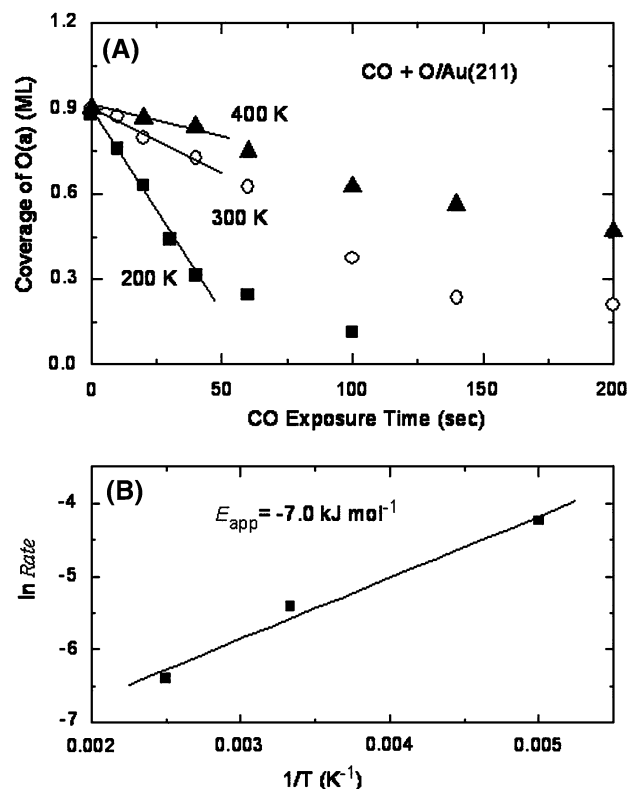 (A)
CO + O/Au(211)
1.2
0.9
0.6
0.3
0.0
Coverage of O(a) (ML)
400 K
300 K
200 K
0 50 100 150 200
CO Exposure Time (sec)
(B)
Eapp= -7.0 kJ mol-1
-4
-5
-6
-7
ln Rate
0.002 0.003 0.004 0.005
1/T (K-1)